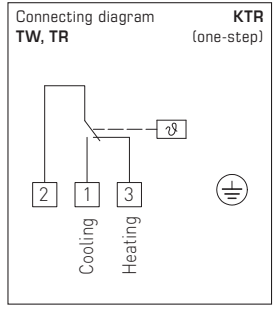 Connecting diagram KTR
TW, TR (one-step)
ϑ
2 1 3
Cooling
Heating